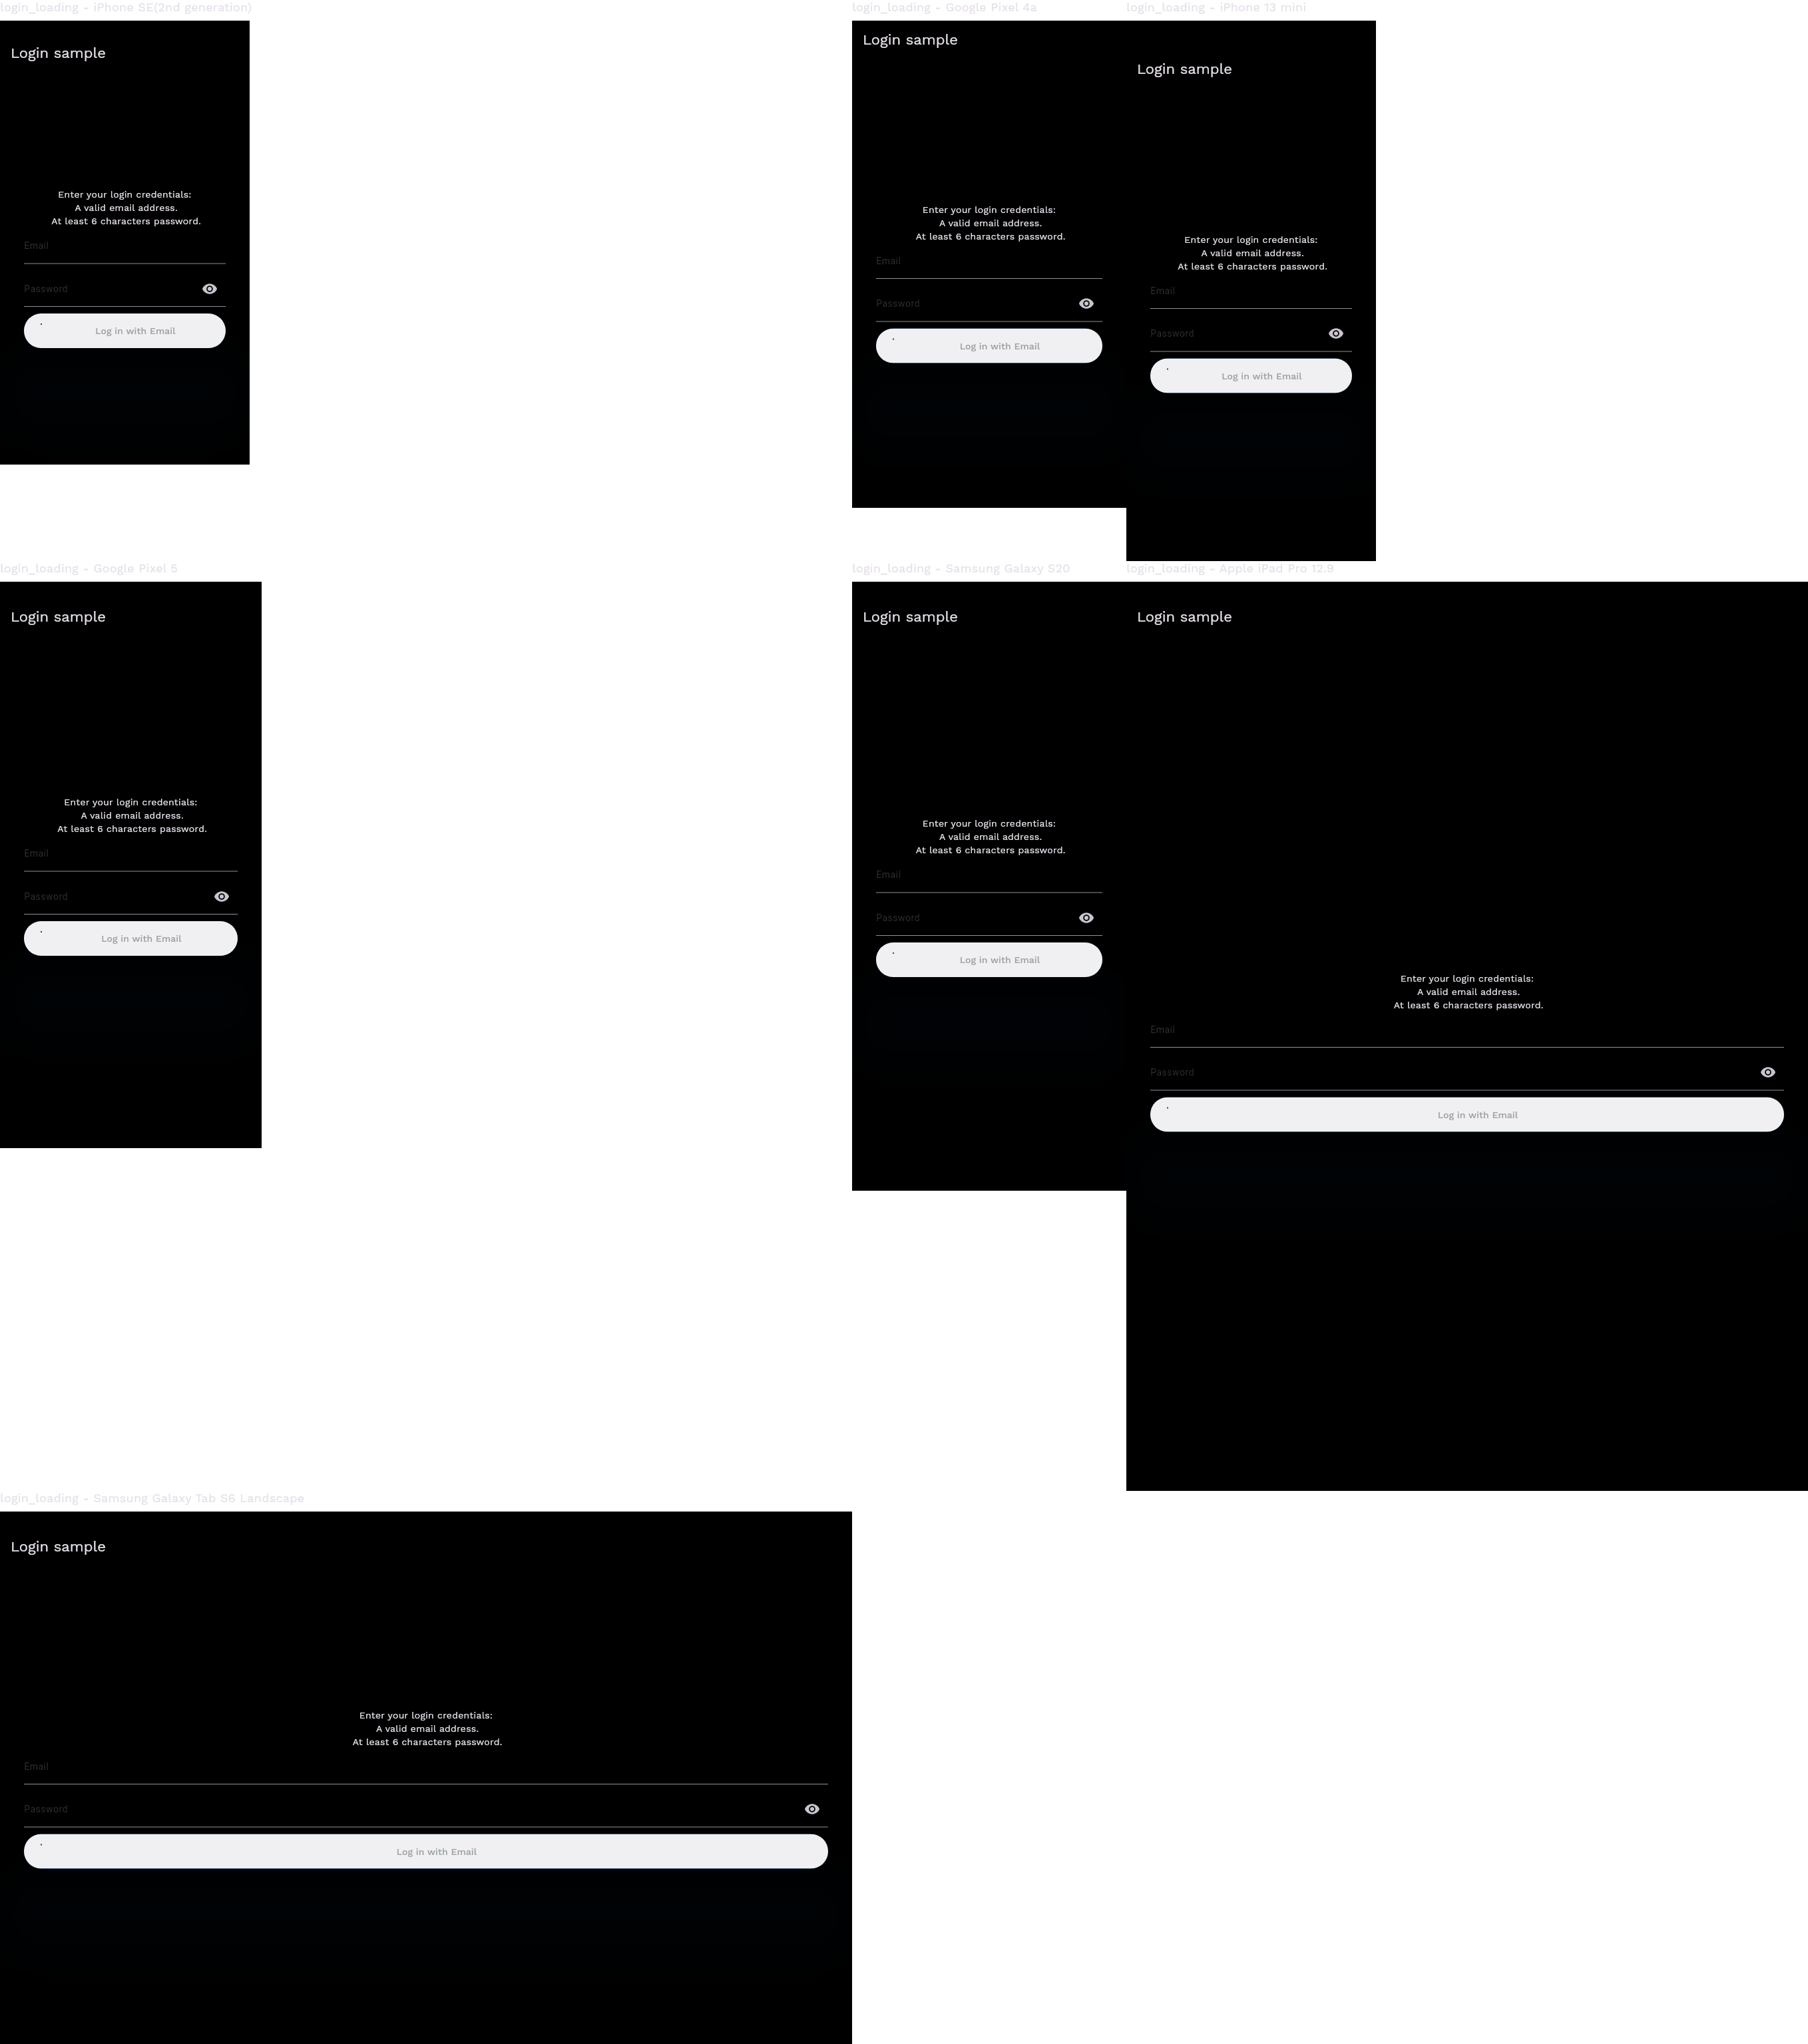 login_loading - iPhone SE(2nd generation)
Login sample
Enter your login credentials:
A valid email address.
At least 6 characters password.
Email
Password
Log in with Email
login_loading - Google Pixel 4a
Login sample
Enter your login credentials:
A valid email address.
At least 6 characters password.
Email
Password
Log in with Email
login_loading - iPhone 13 mini
Login sample
Enter your login credentials:
A valid email address.
At least 6 characters password.
Email
Password
Log in with Email
login_loading - Google Pixel 5
Login sample
Enter your login credentials:
A valid email address.
At least 6 characters password.
Email
Password
Log in with Email
login_loading - Samsung Galaxy S20
Login sample
Enter your login credentials:
A valid email address.
At least 6 characters password.
Email
Password
Log in with Email
login_loading - Apple iPad Pro 12.9
Login sample
Enter your login credentials:
A valid email address.
At least 6 characters password.
Email
Password
Log in with Email
login_loading - Samsung Galaxy Tab S6 Landscape
Login sample
Enter your login credentials:
A valid email address.
At least 6 characters password.
Email
Password
Log in with Email